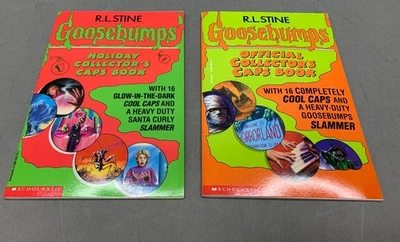 R.L. STINE
Goosebumps
HOLIDAY
COLLECTOR'S
CAPS BOOK
WITH 16
GLOW-IN-THE-DARK
COOL CAPS AND
A HEAVY DUTY
SANTA CURLY
SLAMMER
SCHOLASTIC
R.L. STINE
Goosebumps
OFFICIAL
COLLECTOR'S
CAPS BOOK
WITH 16 COMPLETELY
COOL CAPS AND
A HEAVY-DUTY
GOOSEBUMPS
SLAMMER
HORRORLAND
SCHOLASTIC